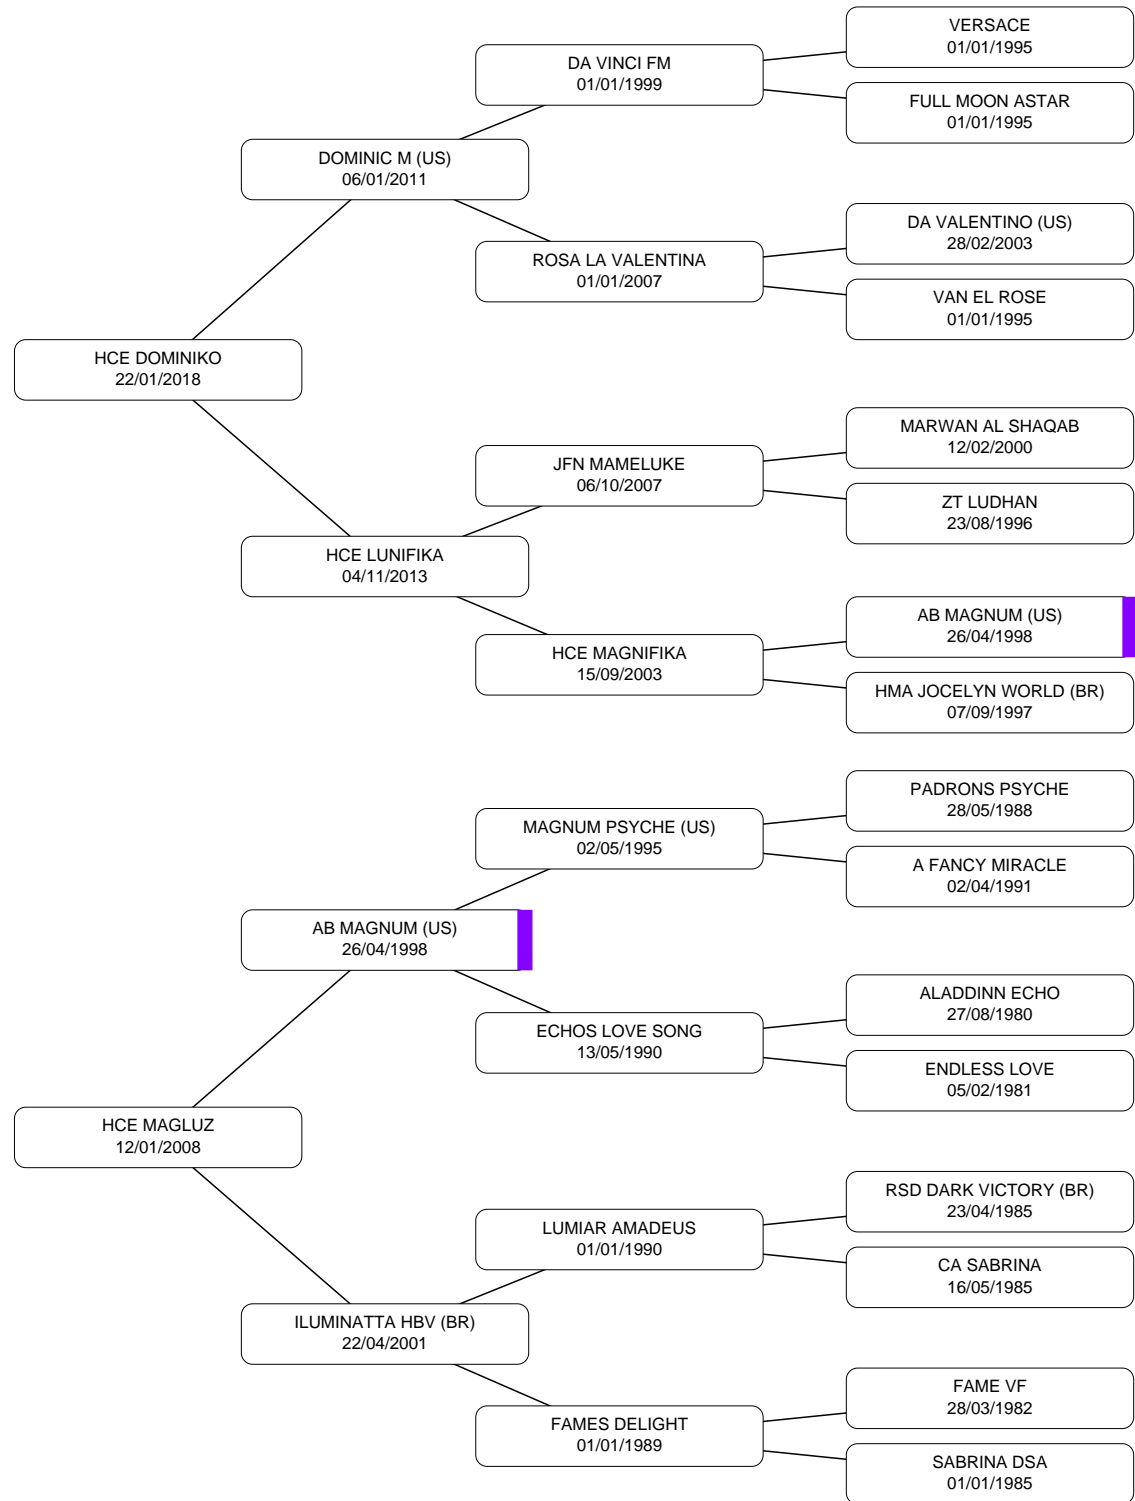 VERSACE
01/01/1995
DA VINCI FM
01/01/1999
FULL MOON ASTAR
01/01/1995
DOMINIC M (US)
06/01/2011
DA VALENTINO (US)
28/02/2003
ROSA LA VALENTINA
01/01/2007
VAN EL ROSE
01/01/1995
HCE DOMINIKO
22/01/2018
MARWAN AL SHAQAB
12/02/2000
JFN MAMELUKE
06/10/2007
ZT LUDHAN
23/08/1996
HCE LUNIFIKA
04/11/2013
AB MAGNUM (US)
26/04/1998
HCE MAGNIFIKA
15/09/2003
HMA JOCELYN WORLD (BR)
07/09/1997
PADRONS PSYCHE
28/05/1988
MAGNUM PSYCHE (US)
02/05/1995
A FANCY MIRACLE
02/04/1991
AB MAGNUM (US)
26/04/1998
ALADDINN ECHO
27/08/1980
ECHOS LOVE SONG
13/05/1990
ENDLESS LOVE
05/02/1981
HCE MAGLUZ
12/01/2008
RSD DARK VICTORY (BR)
23/04/1985
LUMIAR AMADEUS
01/01/1990
CA SABRINA
16/05/1985
ILUMINATTA HBV (BR)
22/04/2001
FAME VF
28/03/1982
FAMES DELIGHT
01/01/1989
SABRINA DSA
01/01/1985